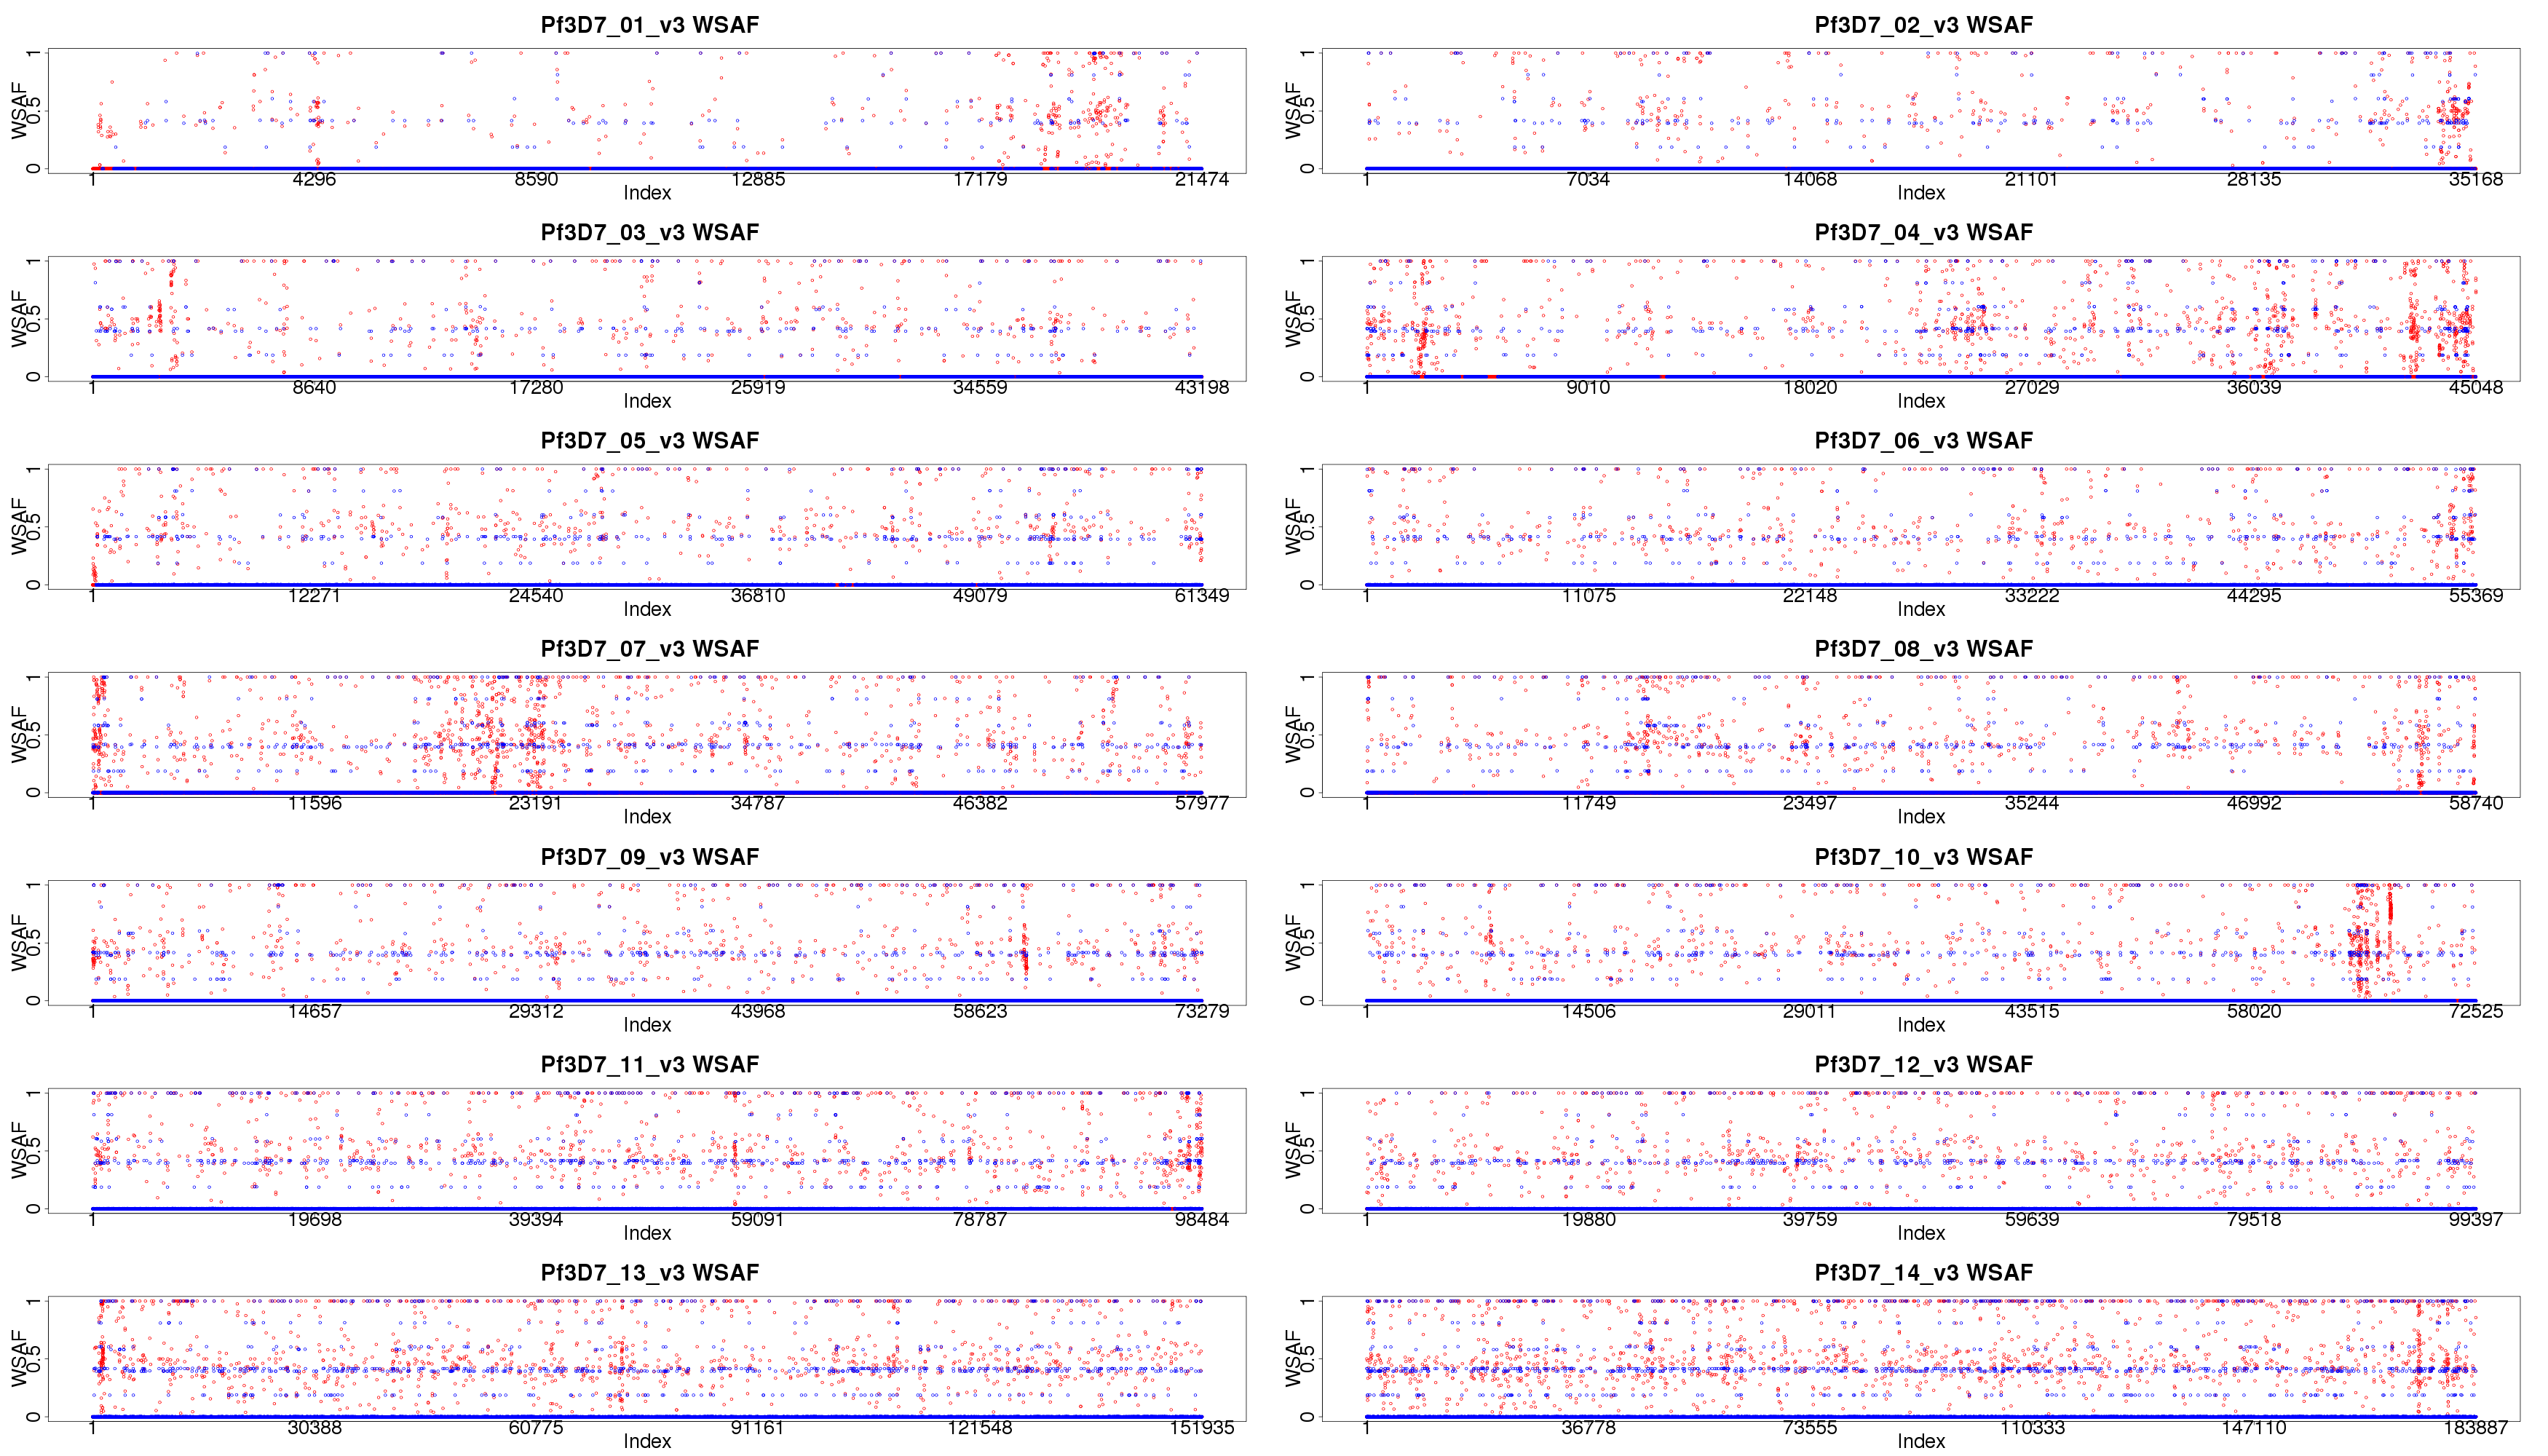 Pf3D7_01_v3 WSAF
WSAF
0 0.5 1
1 4296 8590 12885 17179 21474
Index
Pf3D7_02_v3 WSAF
WSAF
0 0.5 1
1 7034 14068 21101 28135 35168
Index
Pf3D7_03_v3 WSAF
WSAF
0 0.5 1
1 8640 17280 25919 34559 43198
Index
Pf3D7_04_v3 WSAF
WSAF
0 0.5 1
1 9010 18020 27029 36039 45048
Index
Pf3D7_05_v3 WSAF
WSAF
0 0.5 1
1 12271 24540 36810 49079 61349
Index
Pf3D7_06_v3 WSAF
WSAF
0 0.5 1
1 11075 22148 33222 44295 55369
Index
Pf3D7_07_v3 WSAF
WSAF
0 0.5 1
1 11596 23191 34787 46382 57977
Index
Pf3D7_08_v3 WSAF
WSAF
0 0.5 1
1 11749 23497 35244 46992 58740
Index
Pf3D7_09_v3 WSAF
WSAF
0 0.5 1
1 14657 29312 43968 58623 73279
Index
Pf3D7_10_v3 WSAF
WSAF
0 0.5 1
1 14506 29011 43515 58020 72525
Index
Pf3D7_11_v3 WSAF
WSAF
0 0.5 1
1 19698 39394 59091 78787 98484
Index
Pf3D7_12_v3 WSAF
WSAF
0 0.5 1
1 19880 39759 59639 79518 99397
Index
Pf3D7_13_v3 WSAF
WSAF
0 0.5 1
1 30388 60775 91161 121548 151935
Index
Pf3D7_14_v3 WSAF
WSAF
0 0.5 1
1 36778 73555 110333 147110 183887
Index